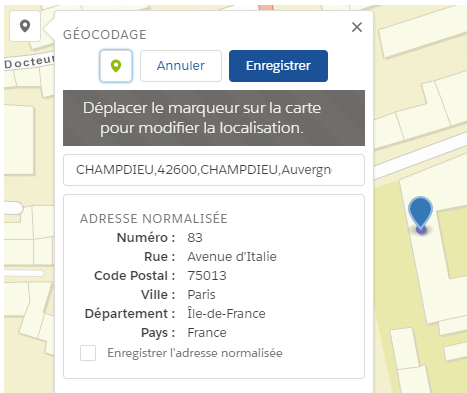 Docteur
GÉOCODAGE
Annuler
Enregistrer
Déplacer le marqueur sur la carte
pour modifier la localisation.
CHAMPDIEU,42600,CHAMPDIEU,Auvergn
ADRESSE NORMALISÉE
Numéro : 83
Rue : Avenue d'Italie
Code Postal : 75013
Ville : Paris
Département : Île-de-France
Pays : France
Enregistrer l'adresse normalisée